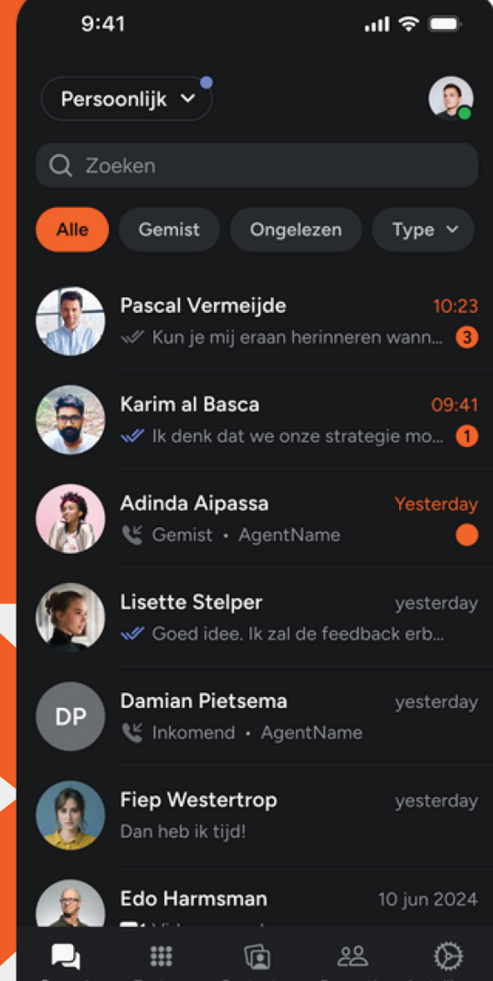 9:41
Persoonlijk
Zoeken
Alle Gemist Ongelezen Type
Pascal Vermeijde 10:23
Kun je mij eraan herinneren wann... 3
Karim al Basca 09:41
Ik denk dat we onze strategie mo... 1
Adinda Aipassa Yesterday
Gemist • AgentName
Lisette Stelper yesterday
Goed idee. Ik zal de feedback erb...
DP
Damian Pietsema yesterday
Inkomend • AgentName
Fiep Westertrop yesterday
Dan heb ik tijd!
Edo Harmsman 10 jun 2024